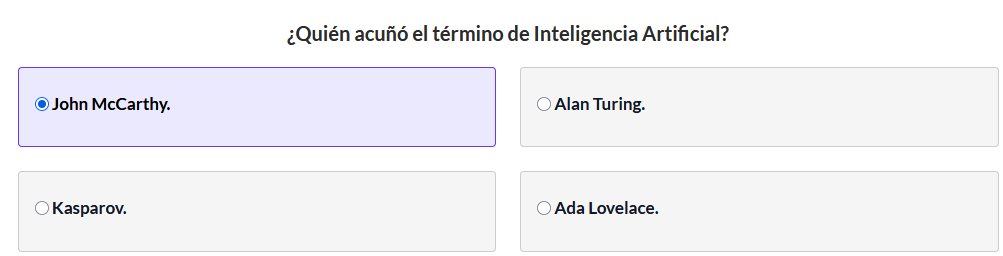 ¿Quién acuñó el término de Inteligencia Artificial?
John McCarthy.
Alan Turing.
Kasparov.
Ada Lovelace.